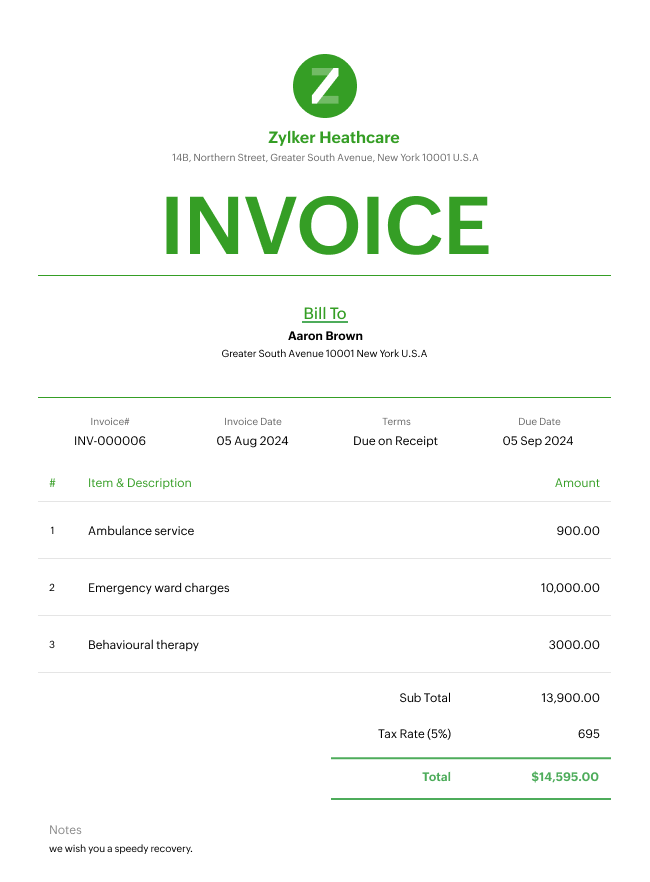 Z
Zylker Heathcare
14B, Northern Street, Greater South Avenue, New York 10001 U.S.A
INVOICE
Bill To
Aaron Brown
Greater South Avenue 10001 New York U.S.A
Invoice# Invoice Date Terms Due Date
INV-000006 05 Aug 2024 Due on Receipt 05 Sep 2024
# Item & Description Amount
1 Ambulance service 900.00
2 Emergency ward charges 10,000.00
3 Behavioural therapy 3000.00
Sub Total 13,900.00
Tax Rate (5%) 695
Total $14,595.00
Notes
we wish you a speedy recovery.